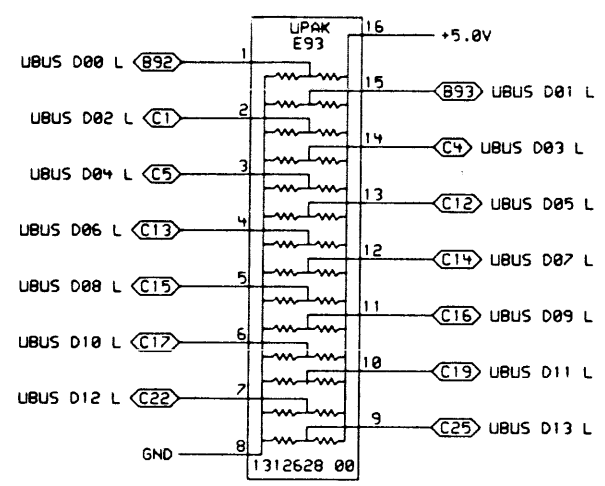 UPAK
E93
16 +5.0V
UBUS D00 L B92 1
15 B93 UBUS D01 L
UBUS D02 L C1 2
14 C4 UBUS D03 L
UBUS D04 L C5 3
13 C12 UBUS D05 L
UBUS D06 L C13 4
12 C14 UBUS D07 L
UBUS D08 L C15 5
11 C16 UBUS D09 L
UBUS D10 L C17 6
10 C19 UBUS D11 L
UBUS D12 L C22 7
9 C25 UBUS D13 L
GND 8
1312628 00